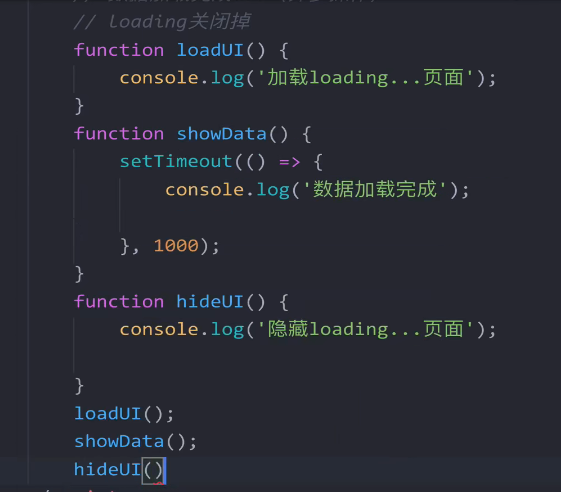 // loading关闭掉
function loadUI() {
console.log('加载loading...页面');
}
function showData() {
setTimeout(() => {
console.log('数据加载完成');
}, 1000);
}
function hideUI() {
console.log('隐藏loading...页面');
}
loadUI();
showData();
hideUI()